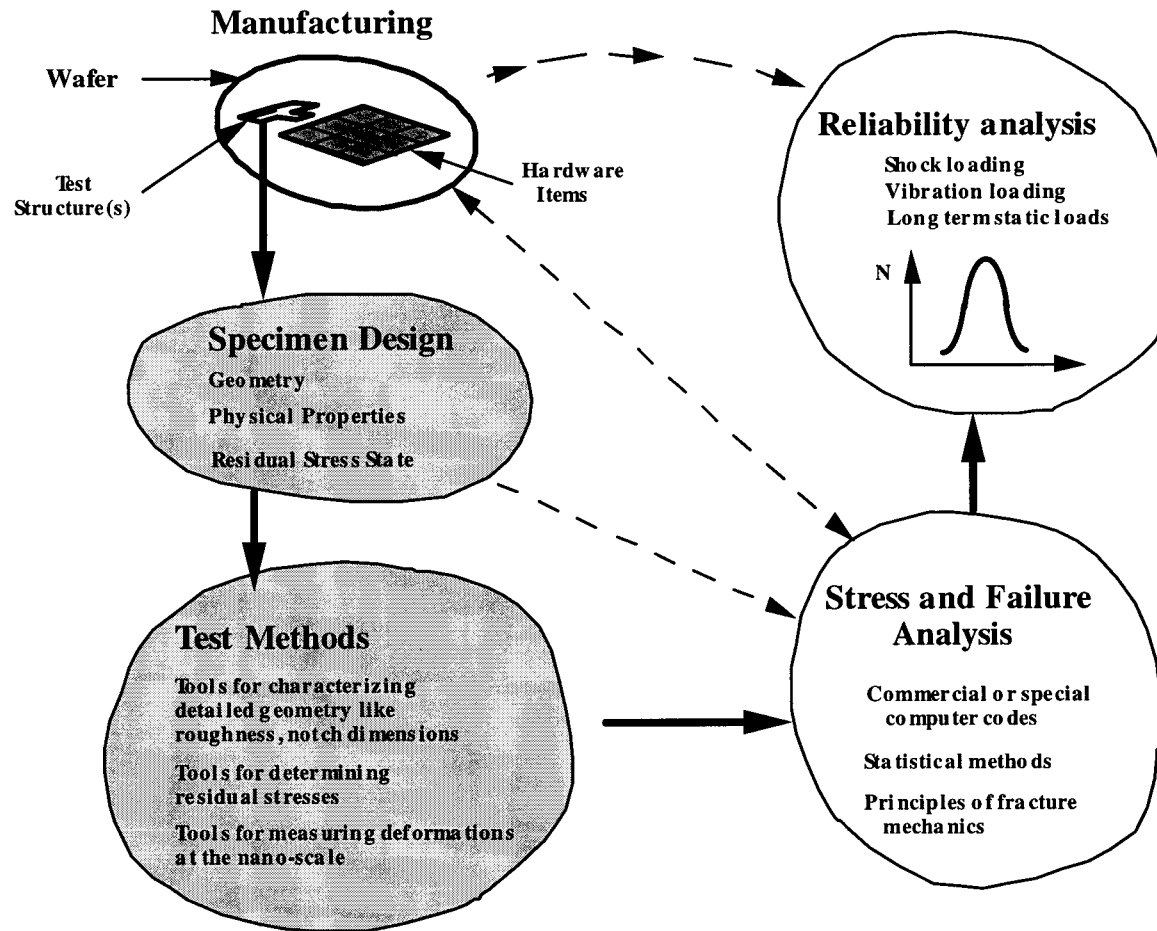 Manufacturing
Wafer
Test
Structure(s)
Hardware
Items
Reliability analysis
Shock loading
Vibration loading
Long term static loads
N
Specimen Design
Geometry
Physical Properties
Residual Stress State
Test Methods
Tools for characterizing
detailed geometry like
roughness, notch dimensions
Tools for determining
residual stresses
Tools for measuring deformations
at the nano-scale
Stress and Failure
Analysis
Commercial or special
computer codes
Statistical methods
Principles of fracture
mechanics